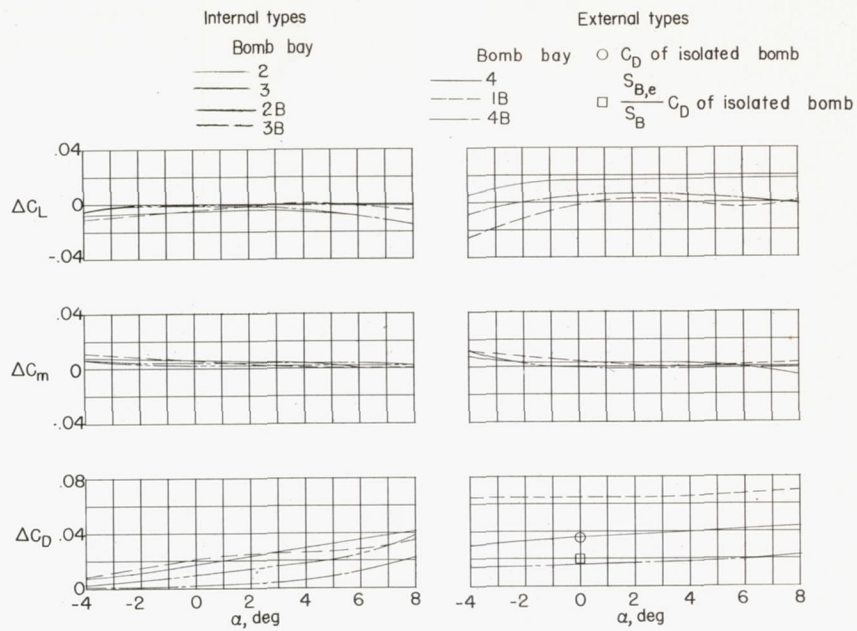 Internal types
Bomb bay
2
3
2B
3B
External types
Bomb bay
4
1B
4B
○ C_D of isolated bomb
□ S_B,e / S_B C_D of isolated bomb
.04
ΔC_L 0
-.04
.04
ΔC_m 0
-.04
.08
ΔC_D .04
0
-4 -2 0 2 4 6 8
α, deg
-4 -2 0 2 4 6 8
α, deg